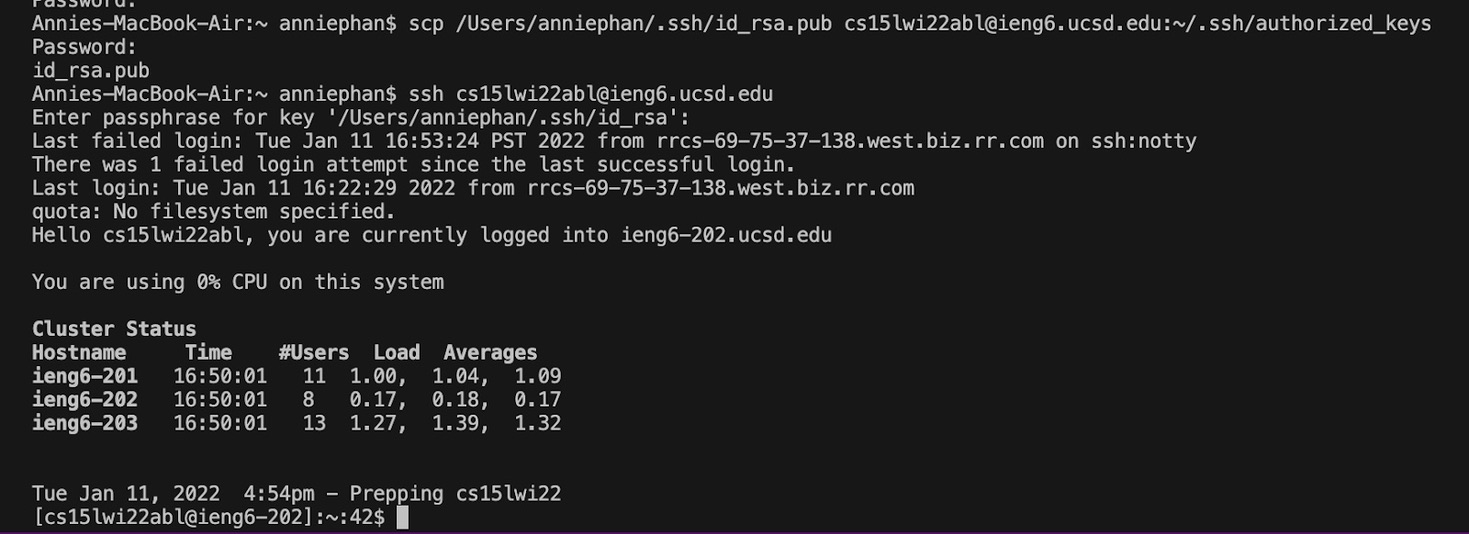 Password:
Annies-MacBook-Air:~ anniephan$ scp /Users/anniephan/.ssh/id_rsa.pub cs15lwi22abl@ieng6.ucsd.edu:~/.ssh/authorized_keys
Password:
id_rsa.pub
Annies-MacBook-Air:~ anniephan$ ssh cs15lwi22abl@ieng6.ucsd.edu
Enter passphrase for key '/Users/anniephan/.ssh/id_rsa':
Last failed login: Tue Jan 11 16:53:24 PST 2022 from rrcs-69-75-37-138.west.biz.rr.com on ssh:notty
There was 1 failed login attempt since the last successful login.
Last login: Tue Jan 11 16:22:29 2022 from rrcs-69-75-37-138.west.biz.rr.com
quota: No filesystem specified.
Hello cs15lwi22abl, you are currently logged into ieng6-202.ucsd.edu
You are using 0% CPU on this system
Cluster Status
Hostname Time #Users Load Averages
ieng6-201 16:50:01 11 1.00, 1.04, 1.09
ieng6-202 16:50:01 8 0.17, 0.18, 0.17
ieng6-203 16:50:01 13 1.27, 1.39, 1.32
Tue Jan 11, 2022 4:54pm - Prepping cs15lwi22
[cs15lwi22abl@ieng6-202]:~:42$